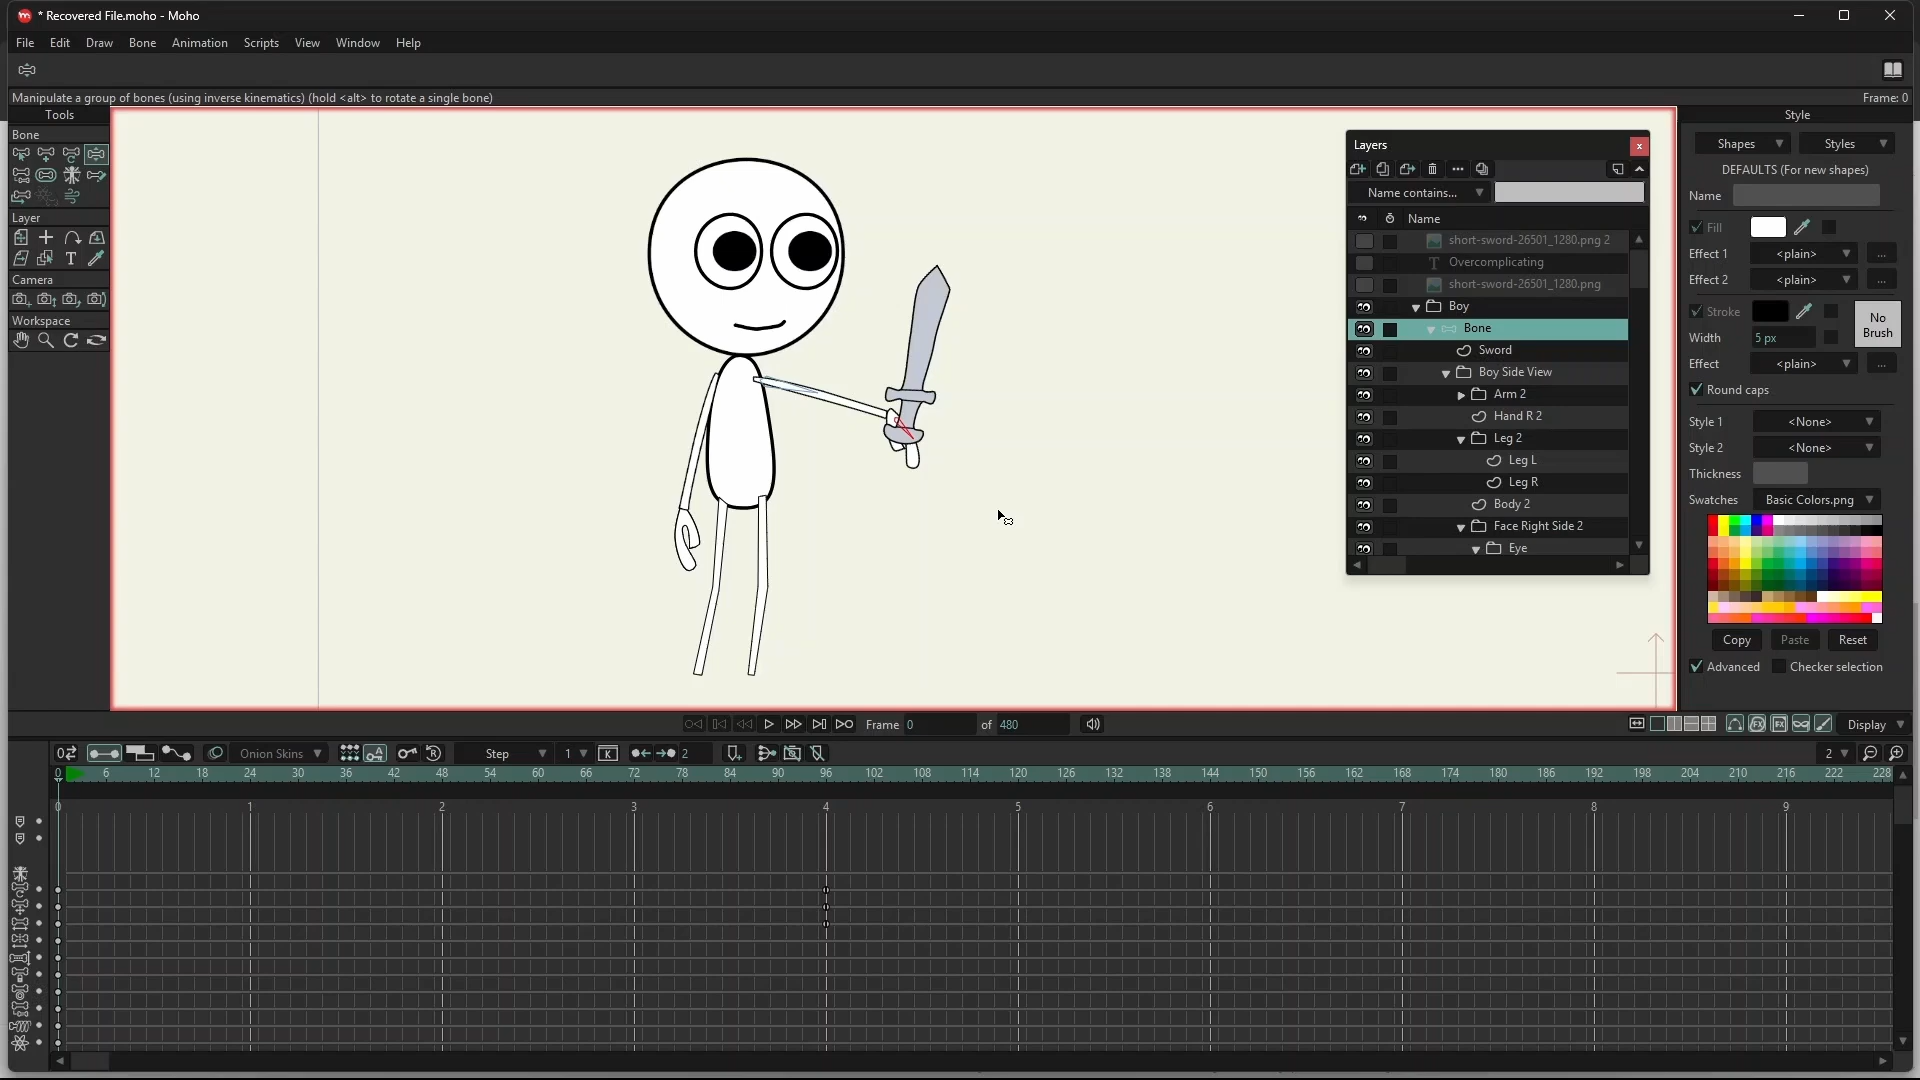 * Recovered File.moho - Moho
File Edit Draw Bone Animation Scripts View Window Help
Manipulate a group of bones (using inverse kinematics) (hold <alt> to rotate a single bone)
Frame: 0
Tools
Bone
Layer
Camera
Workspace
Layers
Name contains...
Name
short-sword-26501_1280.png 2
Overcomplicating
short-sword-26501_1280.png
Boy
Bone
Sword
Boy Side View
Arm 2
Hand R 2
Leg 2
Leg L
Leg R
Body 2
Face Right Side 2
Eye
Style
Shapes Styles
DEFAULTS (For new shapes)
Name
Fill
Effect 1 <plain> ...
Effect 2 <plain> ...
Stroke
No Brush
Width 5 px
Effect <plain> ...
Round caps
Style 1 <None>
Style 2 <None>
Thickness
Swatches Basic Colors.png
Copy Paste Reset
Advanced Checker selection
Frame 0 of 480
Display
Onion Skins Step 1 2 2
0 6 12 18 24 30 36 42 48 54 60 66 72 78 84 90 96 102 108 114 120 126 132 138 144 150 156 162 168 174 180 186 192 198 204 210 216 222 228
0 1 2 3 4 5 6 7 8 9